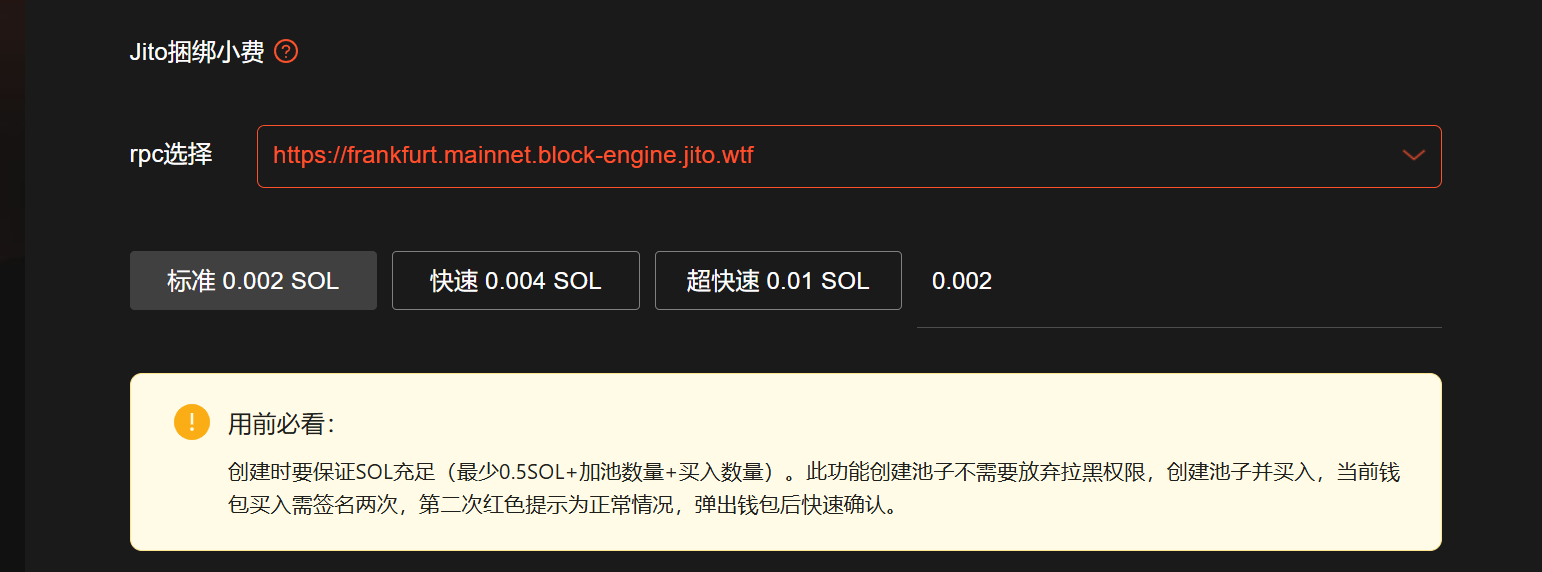 Jito捆绑小费 ?
rpc选择
https://frankfurt.mainnet.block-engine.jito.wtf
标准 0.002 SOL
快速 0.004 SOL
超快速 0.01 SOL
0.002
用前必看：
创建时要保证SOL充足（最少0.5SOL+加池数量+买入数量）。此功能创建池子不需要放弃拉黑权限，创建池子并买入，当前钱
包买入需签名两次，第二次红色提示为正常情况，弹出钱包后快速确认。